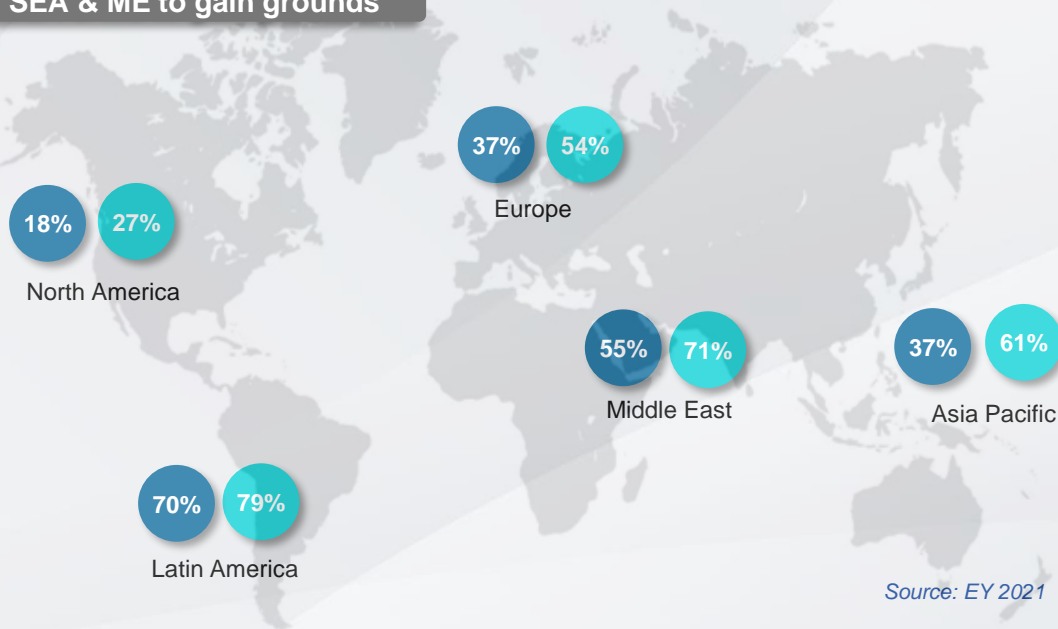 SEA & ME to gain grounds
37% 54%
Europe
18% 27%
North America
55% 71%
Middle East
37% 61%
Asia Pacific
70% 79%
Latin America
Source: EY 2021